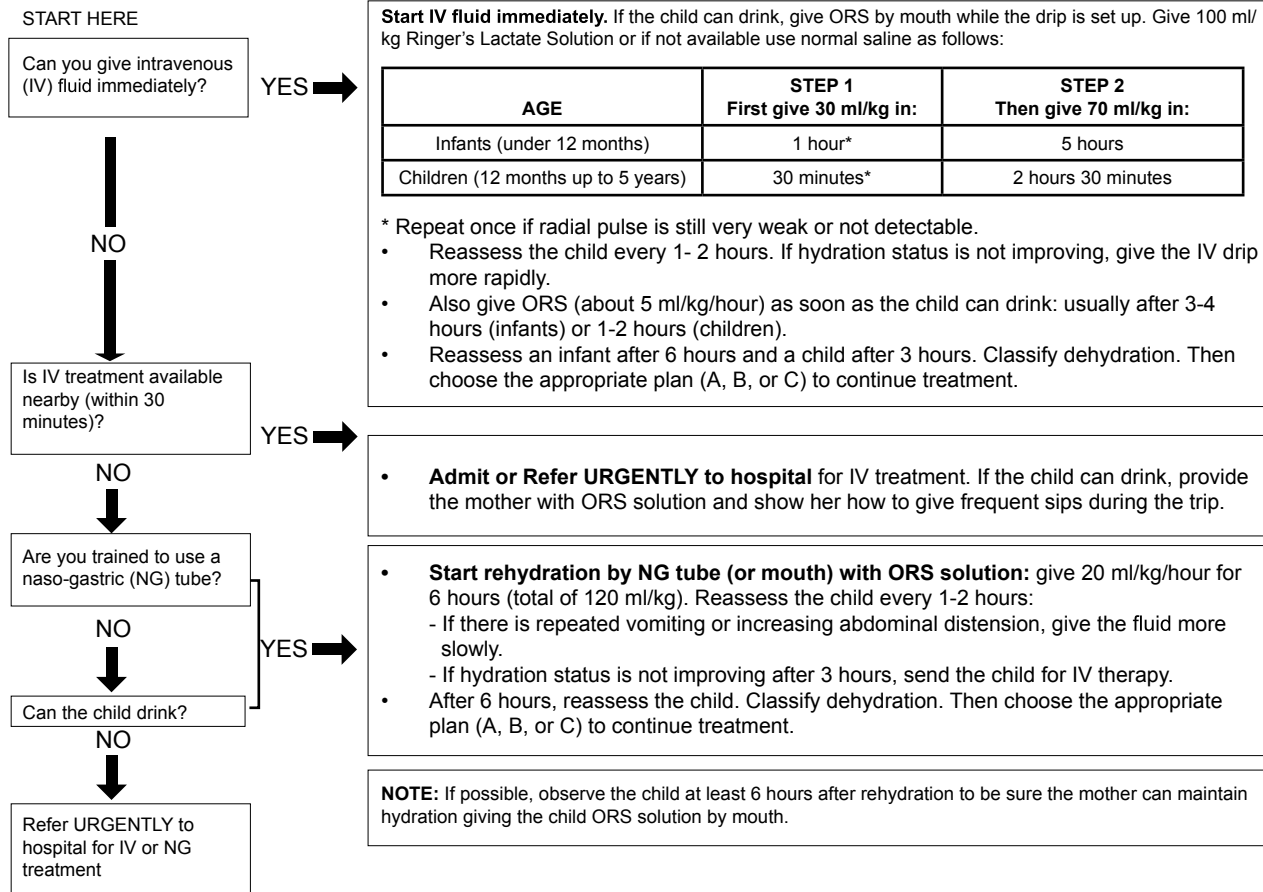 START HERE
Can you give intravenous
(IV) fluid immediately?
YES
Start IV fluid immediately. If the child can drink, give ORS by mouth while the drip is set up. Give 100 ml/
kg Ringer's Lactate Solution or if not available use normal saline as follows:
AGE
STEP 1
First give 30 ml/kg in:
STEP 2
Then give 70 ml/kg in:
Infants (under 12 months)
1 hour*
5 hours
Children (12 months up to 5 years)
30 minutes*
2 hours 30 minutes
* Repeat once if radial pulse is still very weak or not detectable.
• Reassess the child every 1- 2 hours. If hydration status is not improving, give the IV drip
more rapidly.
• Also give ORS (about 5 ml/kg/hour) as soon as the child can drink: usually after 3-4
hours (infants) or 1-2 hours (children).
• Reassess an infant after 6 hours and a child after 3 hours. Classify dehydration. Then
choose the appropriate plan (A, B, or C) to continue treatment.
NO
Is IV treatment available
nearby (within 30
minutes)?
YES
• Admit or Refer URGENTLY to hospital for IV treatment. If the child can drink, provide
the mother with ORS solution and show her how to give frequent sips during the trip.
NO
Are you trained to use a
naso-gastric (NG) tube?
NO
YES
Can the child drink?
• Start rehydration by NG tube (or mouth) with ORS solution: give 20 ml/kg/hour for
6 hours (total of 120 ml/kg). Reassess the child every 1-2 hours:
- If there is repeated vomiting or increasing abdominal distension, give the fluid more
slowly.
- If hydration status is not improving after 3 hours, send the child for IV therapy.
• After 6 hours, reassess the child. Classify dehydration. Then choose the appropriate
plan (A, B, or C) to continue treatment.
NO
Refer URGENTLY to
hospital for IV or NG
treatment
NOTE: If possible, observe the child at least 6 hours after rehydration to be sure the mother can maintain
hydration giving the child ORS solution by mouth.